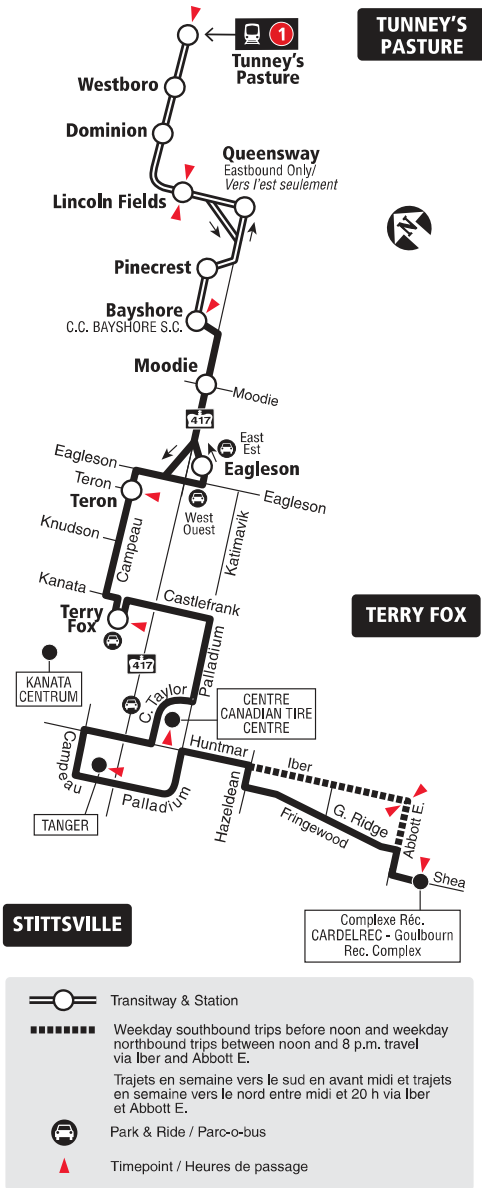 TUNNEY'S
PASTURE
1
Tunney's
Pasture
Westboro
Dominion
Queensway
Eastbound Only/
Vers l'est seulement
Lincoln Fields
N
Pinecrest
Bayshore
C.C. BAYSHORE S.C.
Moodie
Moodie
417
East
Est
Eagleson
Eagleson
Teron
Teron
Eagleson
West
Ouest
Knudson
Campeau
Katimavik
Kanata
Castlefrank
Terry
Fox
TERRY FOX
417
Palladium
KANATA
CENTRUM
C. Taylor
CENTRE
CANADIAN TIRE
CENTRE
Campeau
Huntmar
Iber
Palladium
Hazeldean
G. Ridge
Fringewood
Abbott E.
TANGER
Shea
STITTSVILLE
Complexe Réc.
CARDELREC - Goulbourn
Rec. Complex
Transitway & Station
Weekday southbound trips before noon and weekday
northbound trips between noon and 8 p.m. travel
via Iber and Abbott E.
Trajets en semaine vers le sud en avant midi et trajets
en semaine vers le nord entre midi et 20 h via Iber
et Abbott E.
Park & Ride / Parc-o-bus
Timepoint / Heures de passage